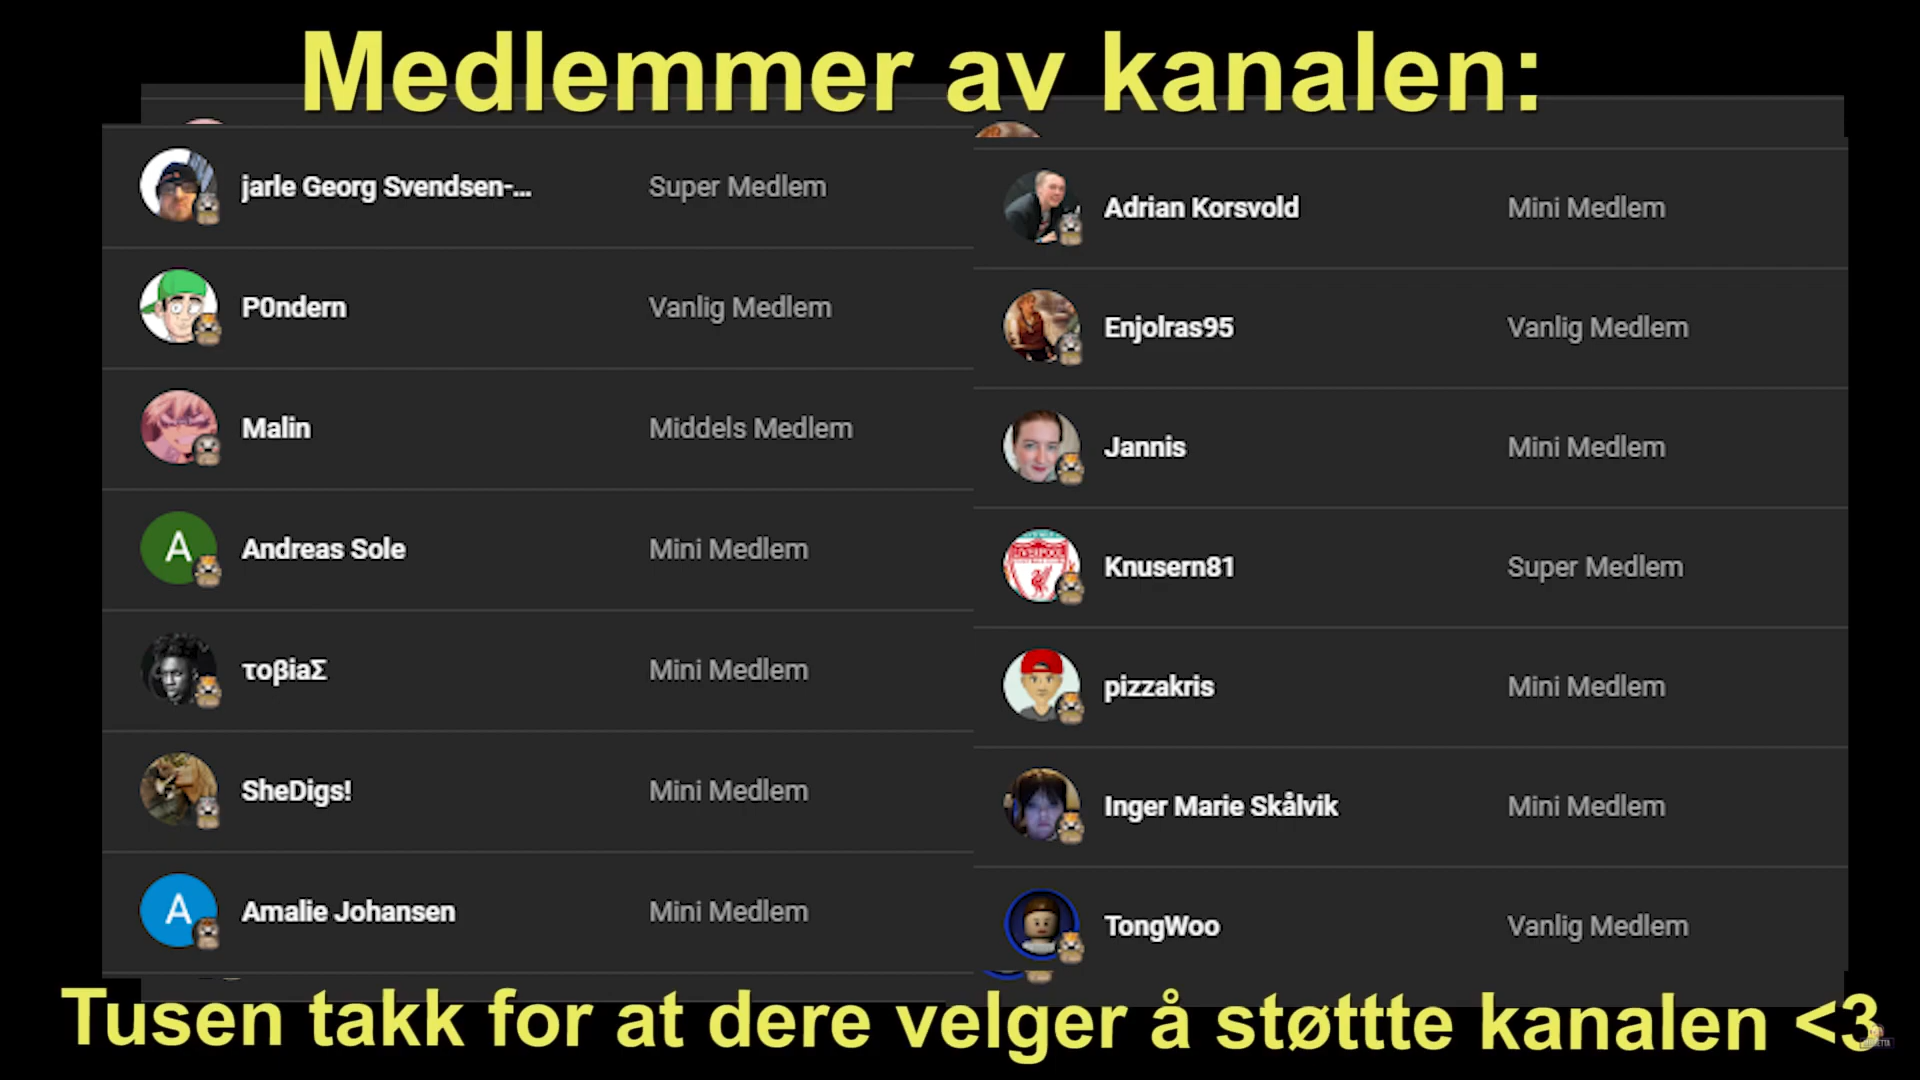 Medlemmer av kanalen:
jarle Georg Svendsen-... Super Medlem
P0ndern Vanlig Medlem
Malin Middels Medlem
A Andreas Sole Mini Medlem
τoβiaΣ Mini Medlem
SheDigs! Mini Medlem
A Amalie Johansen Mini Medlem
Adrian Korsvold Mini Medlem
Enjolras95 Vanlig Medlem
Jannis Mini Medlem
LIVERPOOL
Knusern81 Super Medlem
pizzakris Mini Medlem
Inger Marie Skålvik Mini Medlem
TongWoo Vanlig Medlem
Tusen takk for at dere velger å støttte kanalen <3